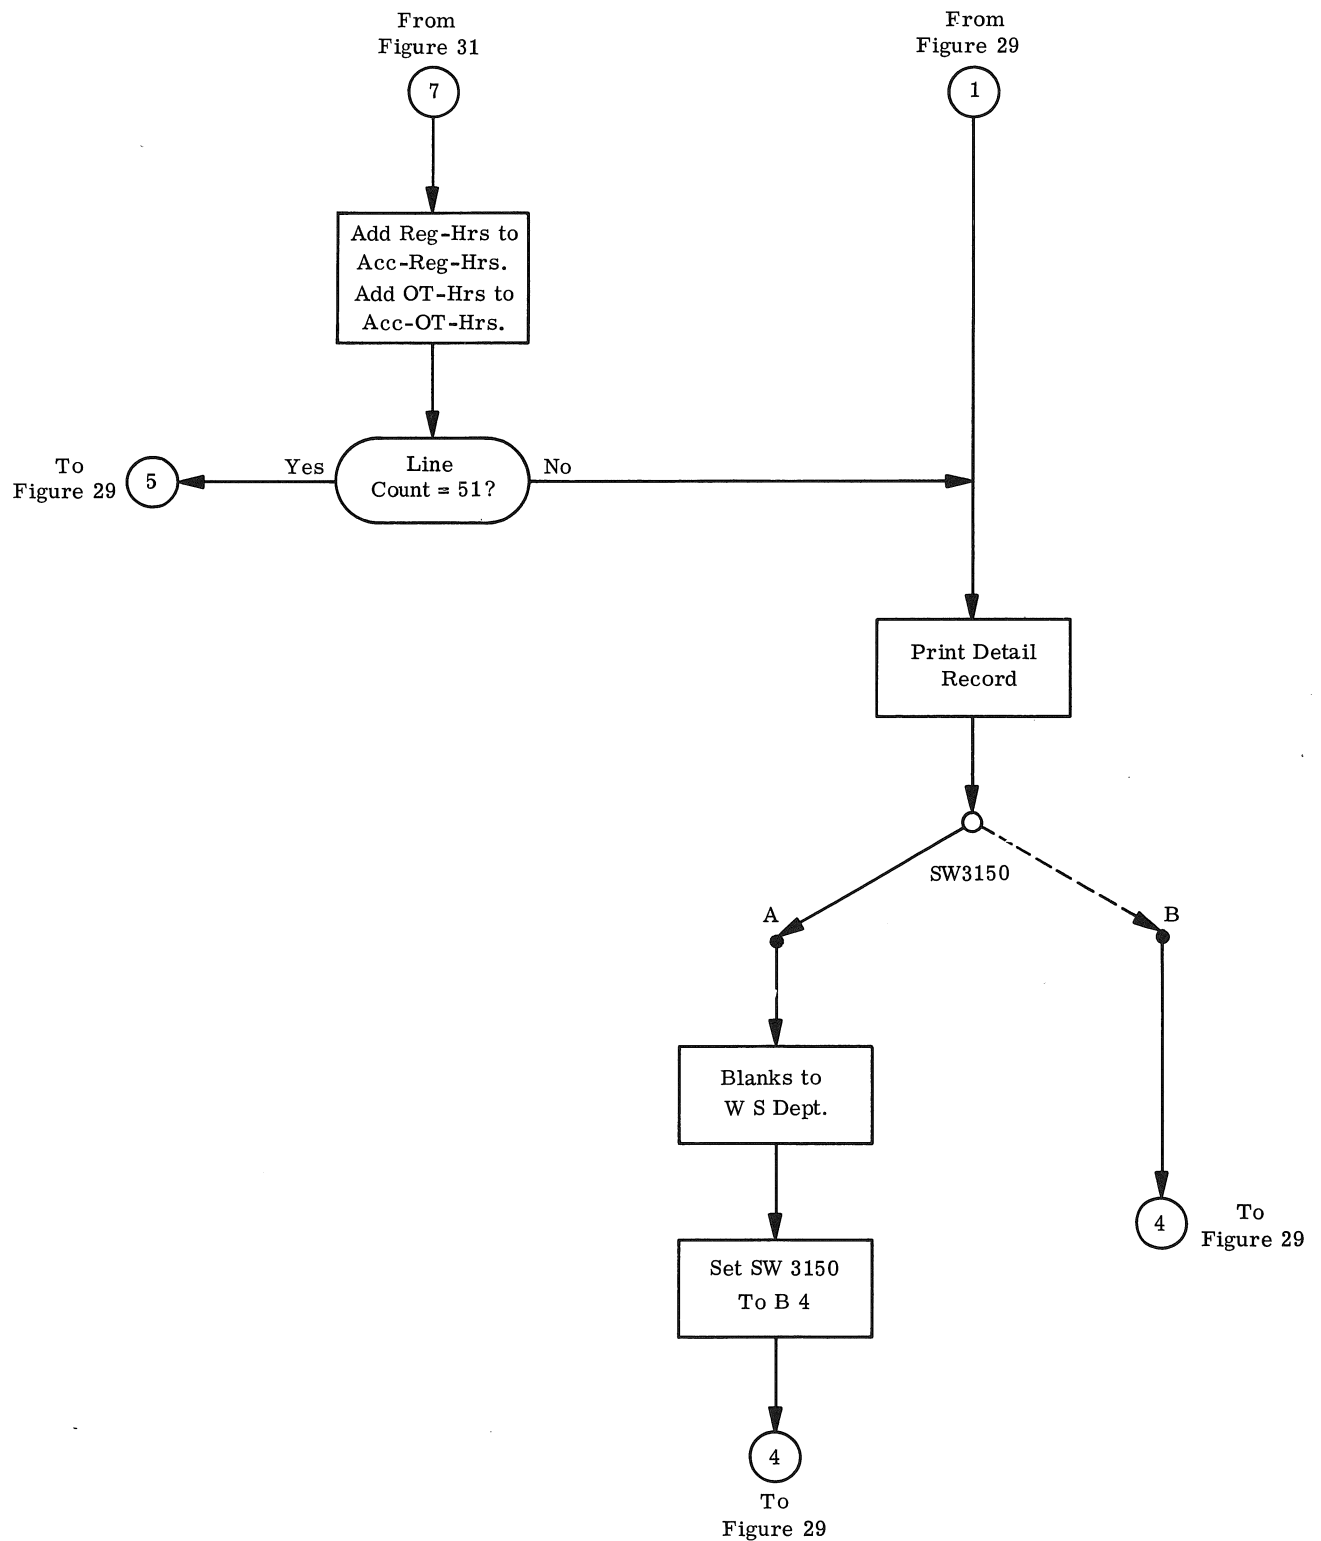 From
Figure 31
7
From
Figure 29
1
Add Reg-Hrs to
Acc-Reg-Hrs.
Add OT-Hrs to
Acc-OT-Hrs.
To
Figure 29
5
Yes
Line
Count = 51?
No
Print Detail
Record
SW3150
A
B
Blanks to
W S Dept.
4
To
Figure 29
Set SW 3150
To B 4
4
To
Figure 29